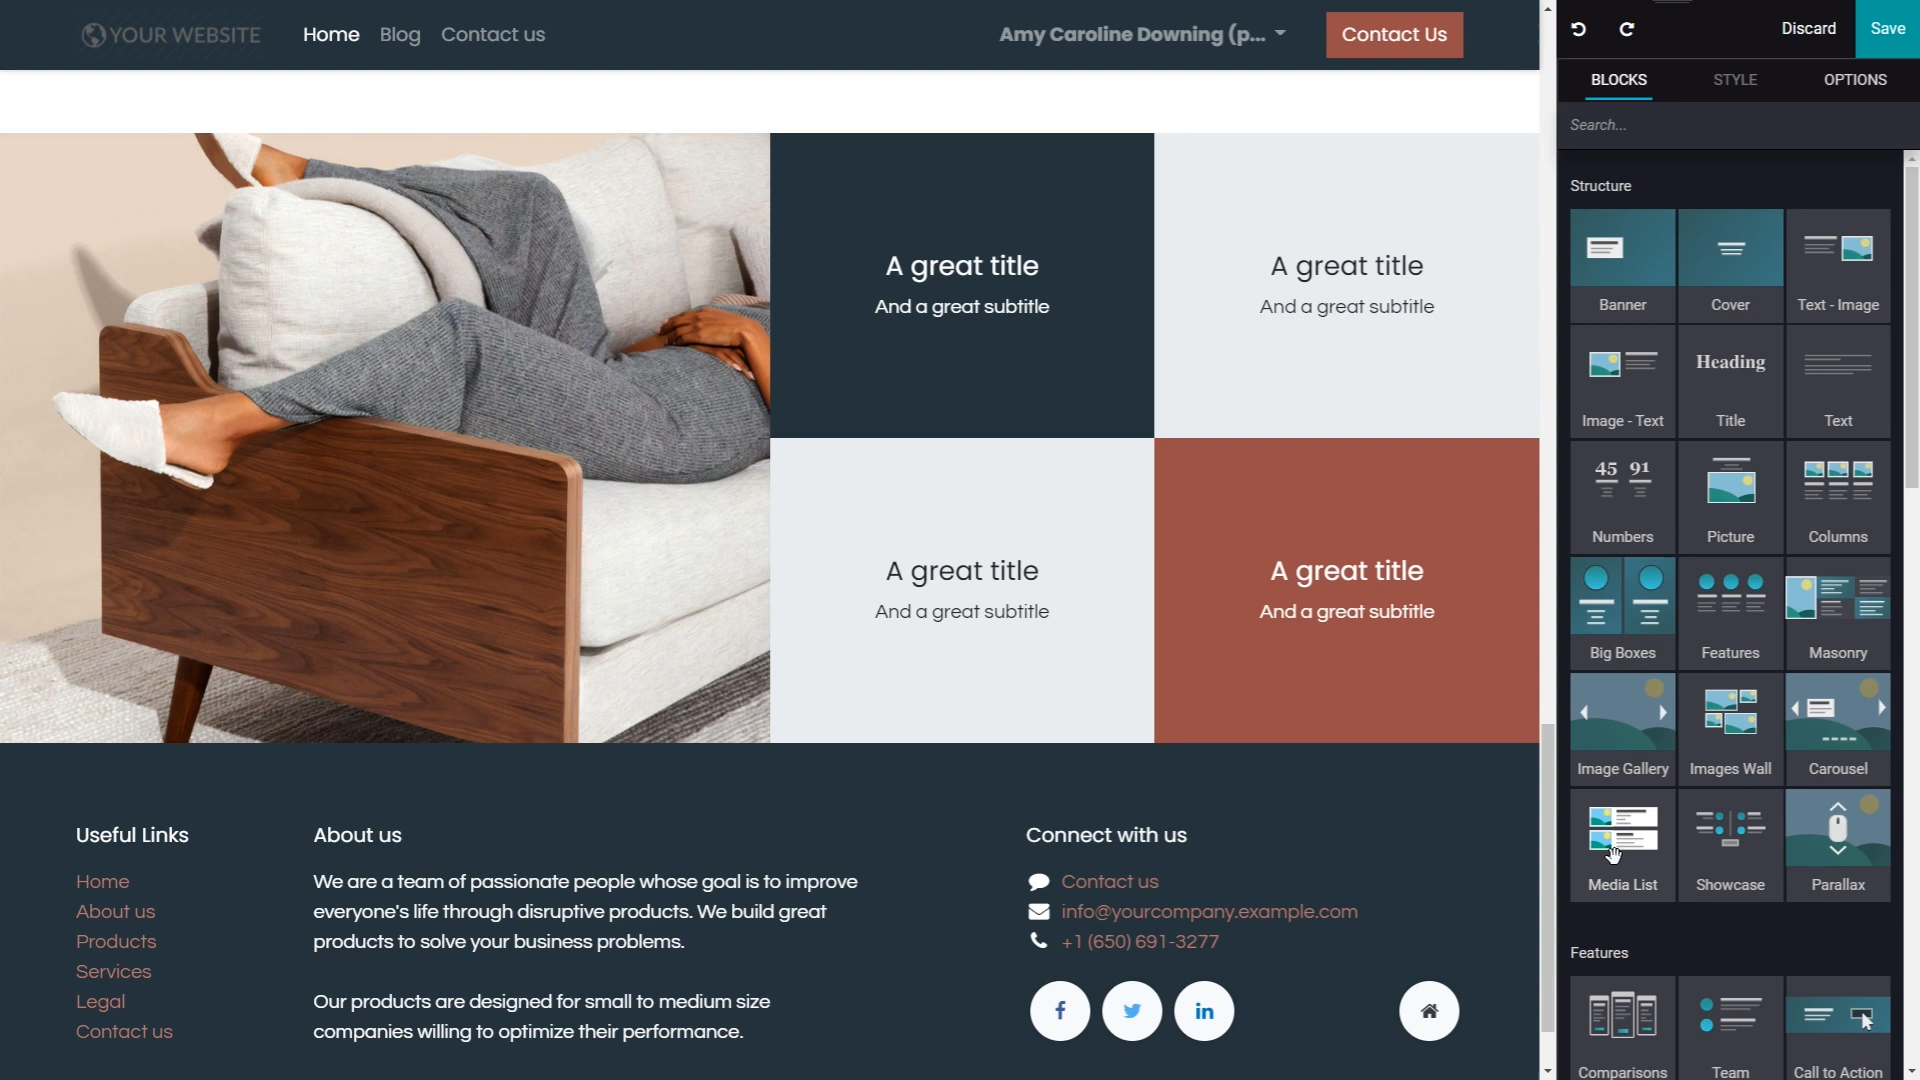 YOUR WEBSITE
Home
Blog
Contact us
Amy Caroline Downing (p...
Contact Us
Discard
Save
BLOCKS
STYLE
OPTIONS
Search...
A great title
And a great subtitle
A great title
And a great subtitle
A great title
And a great subtitle
A great title
And a great subtitle
Structure
Banner
Cover
Text - Image
Heading
Image - Text
Title
Text
45 91
Numbers
Picture
Columns
Big Boxes
Features
Masonry
Image Gallery
Images Wall
Carousel
Media List
Showcase
Parallax
Features
Comparisons
Team
Call to Action
Useful Links
Home
About us
Products
Services
Legal
Contact us
About us
We are a team of passionate people whose goal is to improve
everyone's life through disruptive products. We build great
products to solve your business problems.
Our products are designed for small to medium size
companies willing to optimize their performance.
Connect with us
Contact us
info@yourcompany.example.com
+1 (650) 691-3277